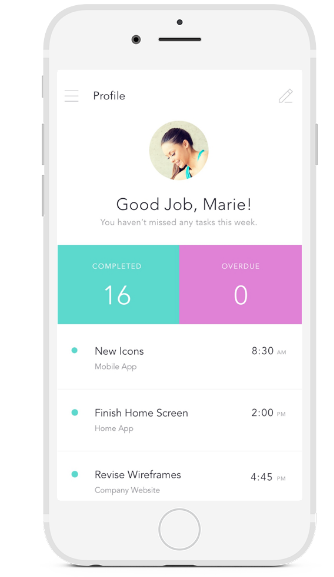 Profile
Good Job, Marie!
You haven't missed any tasks this week.
COMPLETED
16
OVERDUE
0
New Icons
8:30 AM
Mobile App
Finish Home Screen
2:00 PM
Home App
Revise Wireframes
4:45 PM
Company Website